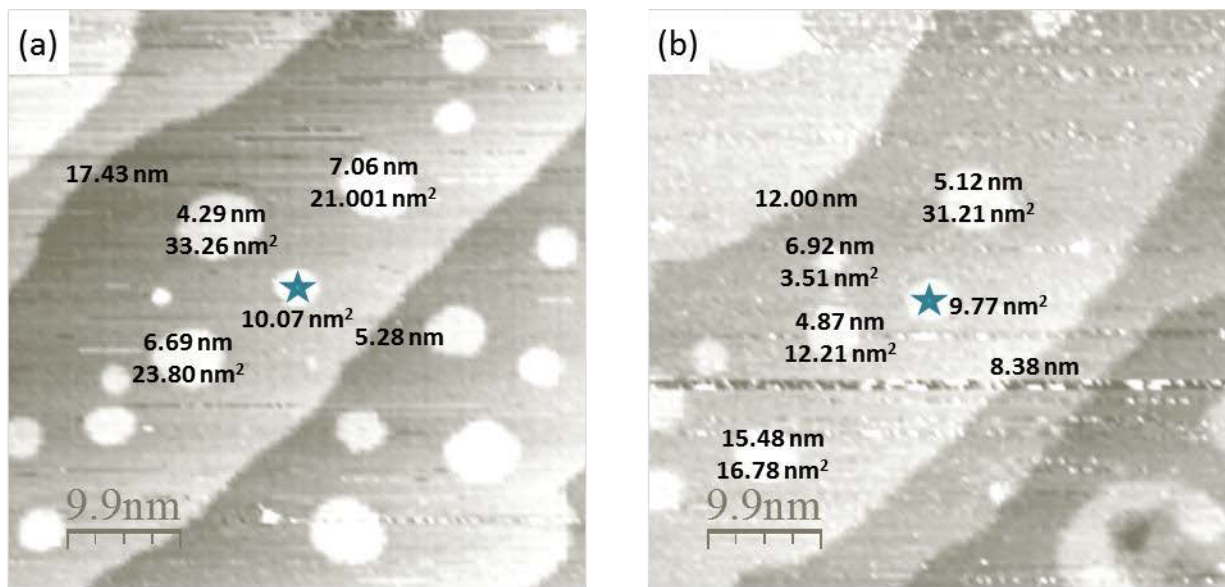 (a)
17.43 nm
7.06 nm
21.001 nm²
4.29 nm
33.26 nm²
10.07 nm²
5.28 nm
6.69 nm
23.80 nm²
9.9nm
(b)
12.00 nm
5.12 nm
31.21 nm²
6.92 nm
3.51 nm²
9.77 nm²
4.87 nm
12.21 nm²
8.38 nm
15.48 nm
16.78 nm²
9.9nm